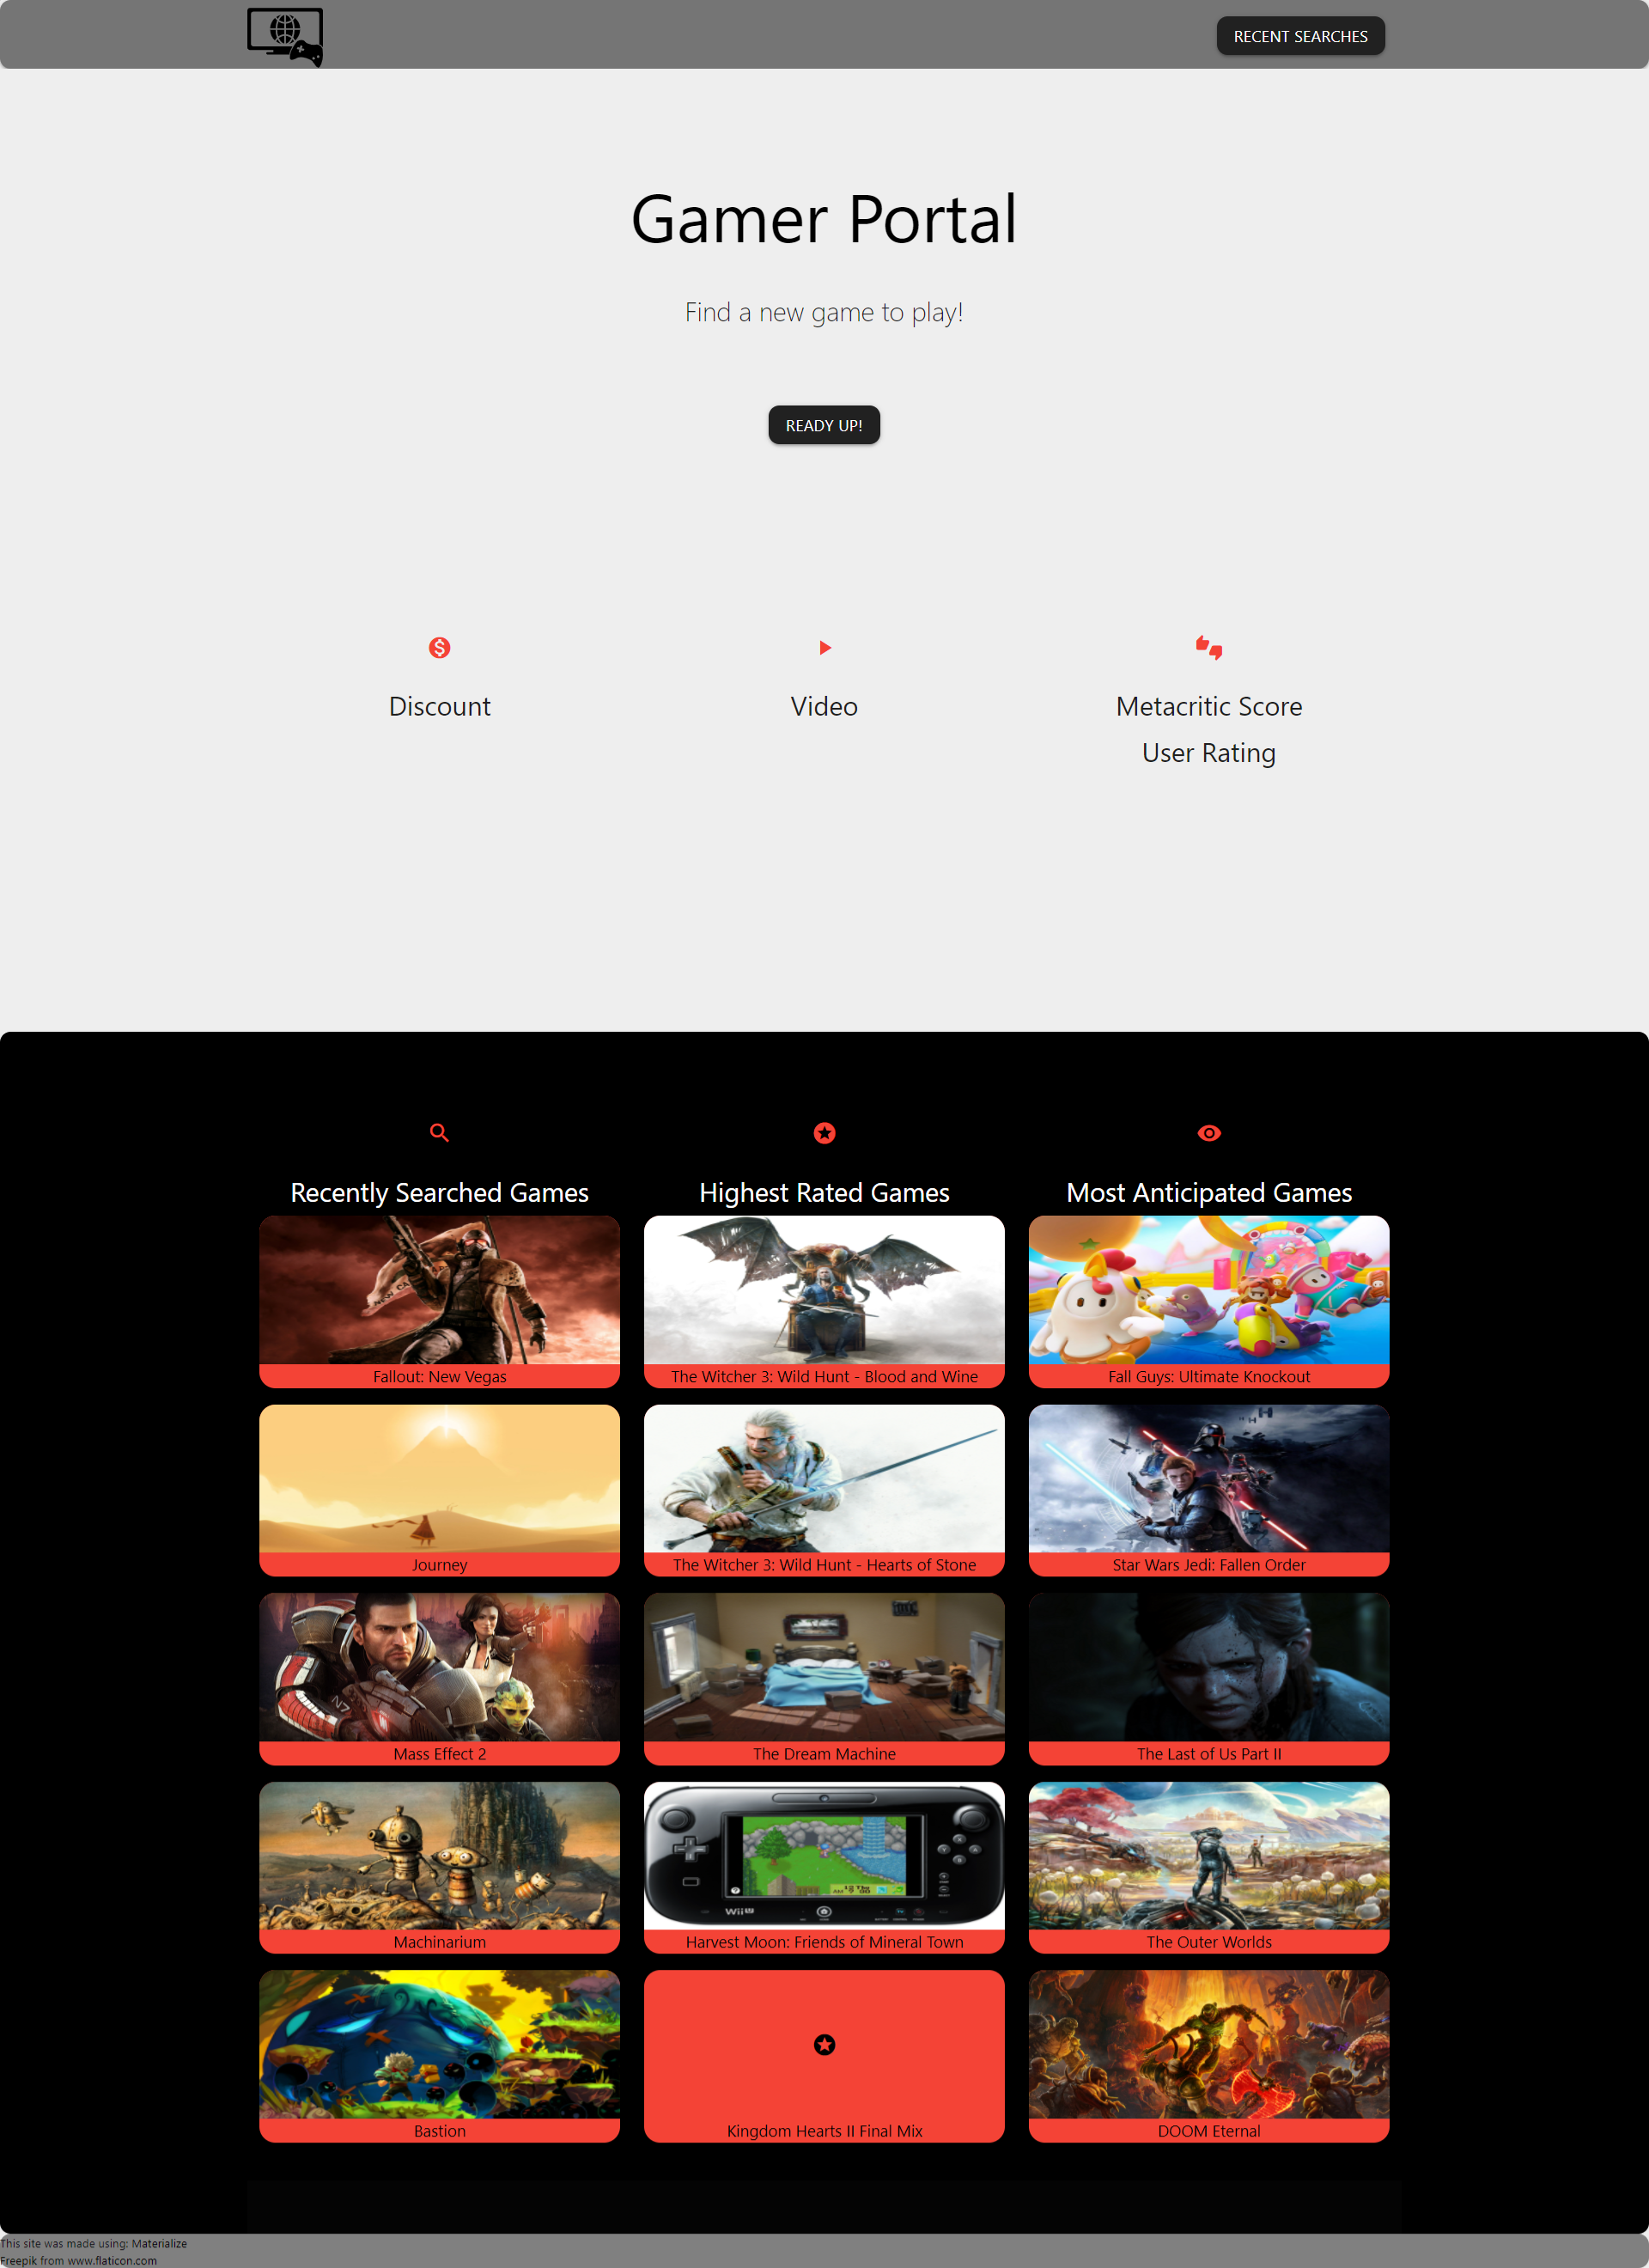 RECENT SEARCHES
Gamer Portal
Find a new game to play!
READY UP!
Discount
Video
Metacritic Score
User Rating
Recently Searched Games
Highest Rated Games
Most Anticipated Games
Fallout: New Vegas
The Witcher 3: Wild Hunt - Blood and Wine
Fall Guys: Ultimate Knockout
Journey
The Witcher 3: Wild Hunt - Hearts of Stone
Star Wars Jedi: Fallen Order
N7
Mass Effect 2
The Dream Machine
The Last of Us Part II
Wii U
Machinarium
Harvest Moon: Friends of Mineral Town
The Outer Worlds
Bastion
Kingdom Hearts II Final Mix
DOOM Eternal
This site was made using: Materialize
Freepik from www.flaticon.com